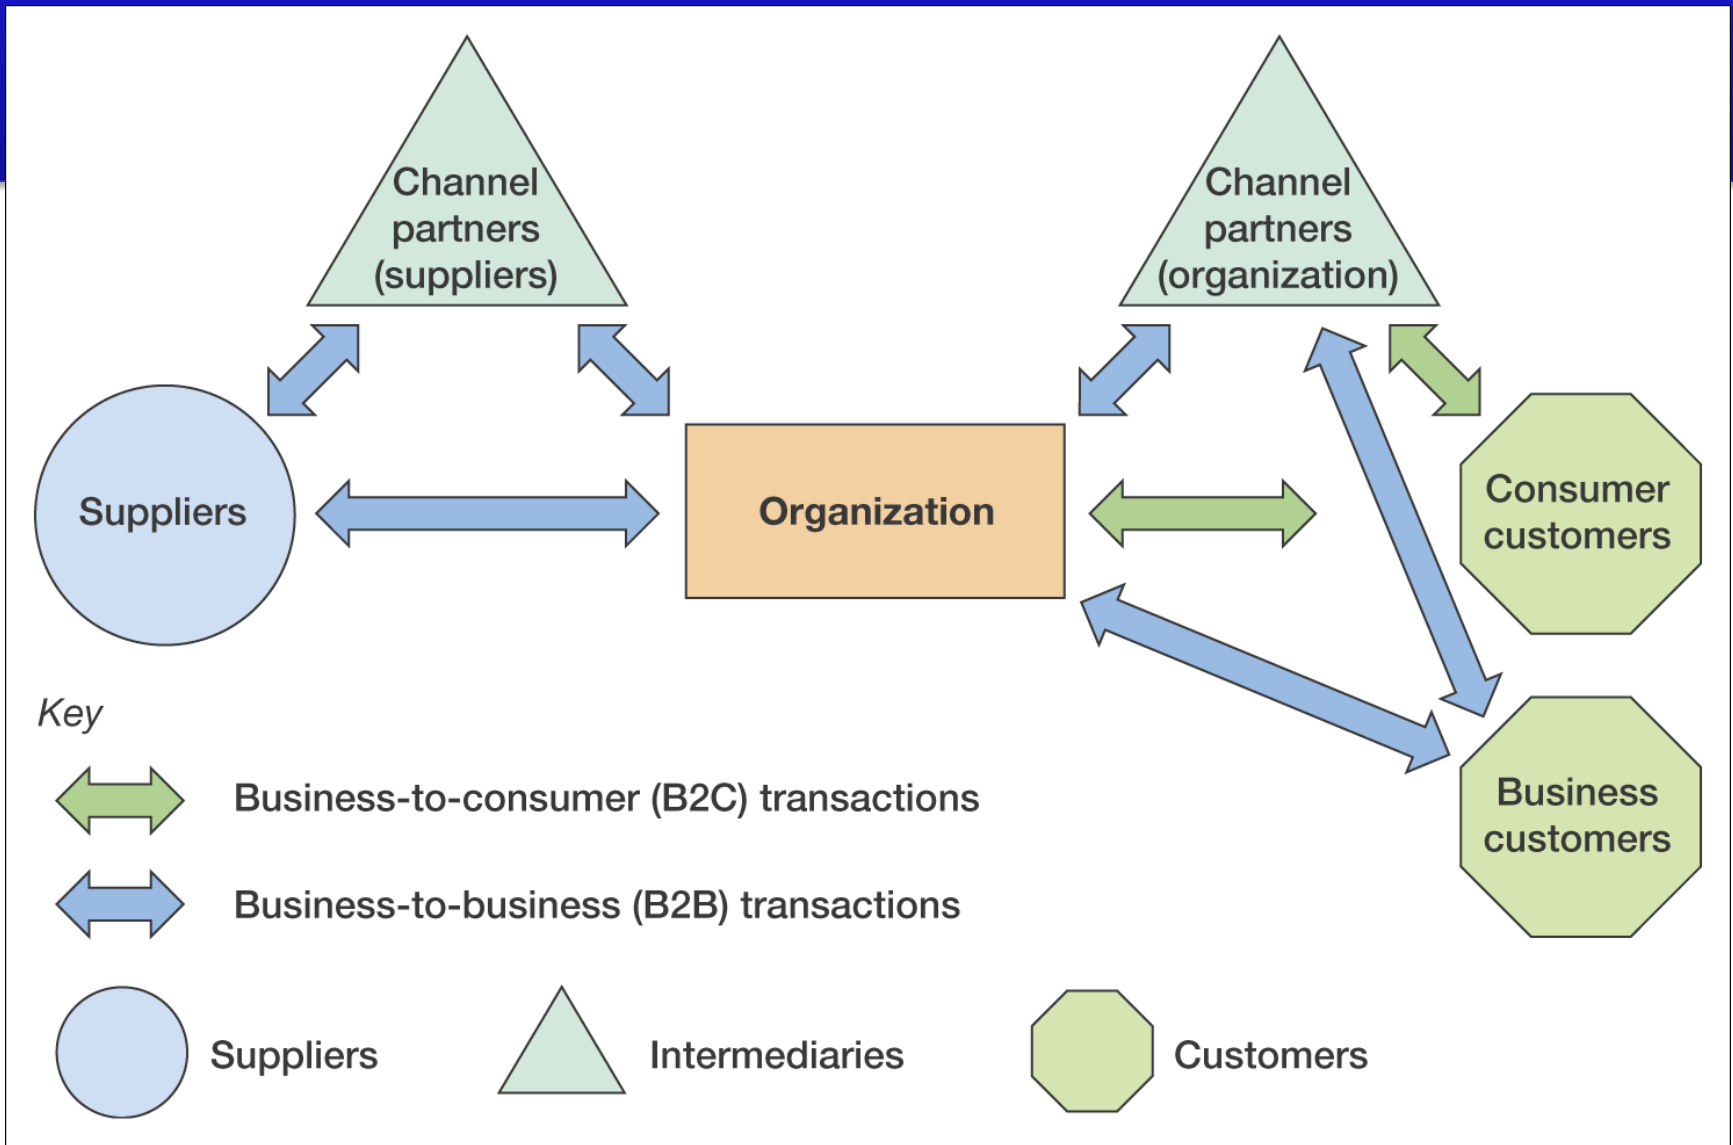 Channel
partners
(suppliers)
Channel
partners
(organization)
Suppliers
Organization
Consumer
customers
Business
customers
Key
Business-to-consumer (B2C) transactions
Business-to-business (B2B) transactions
Suppliers
Intermediaries
Customers